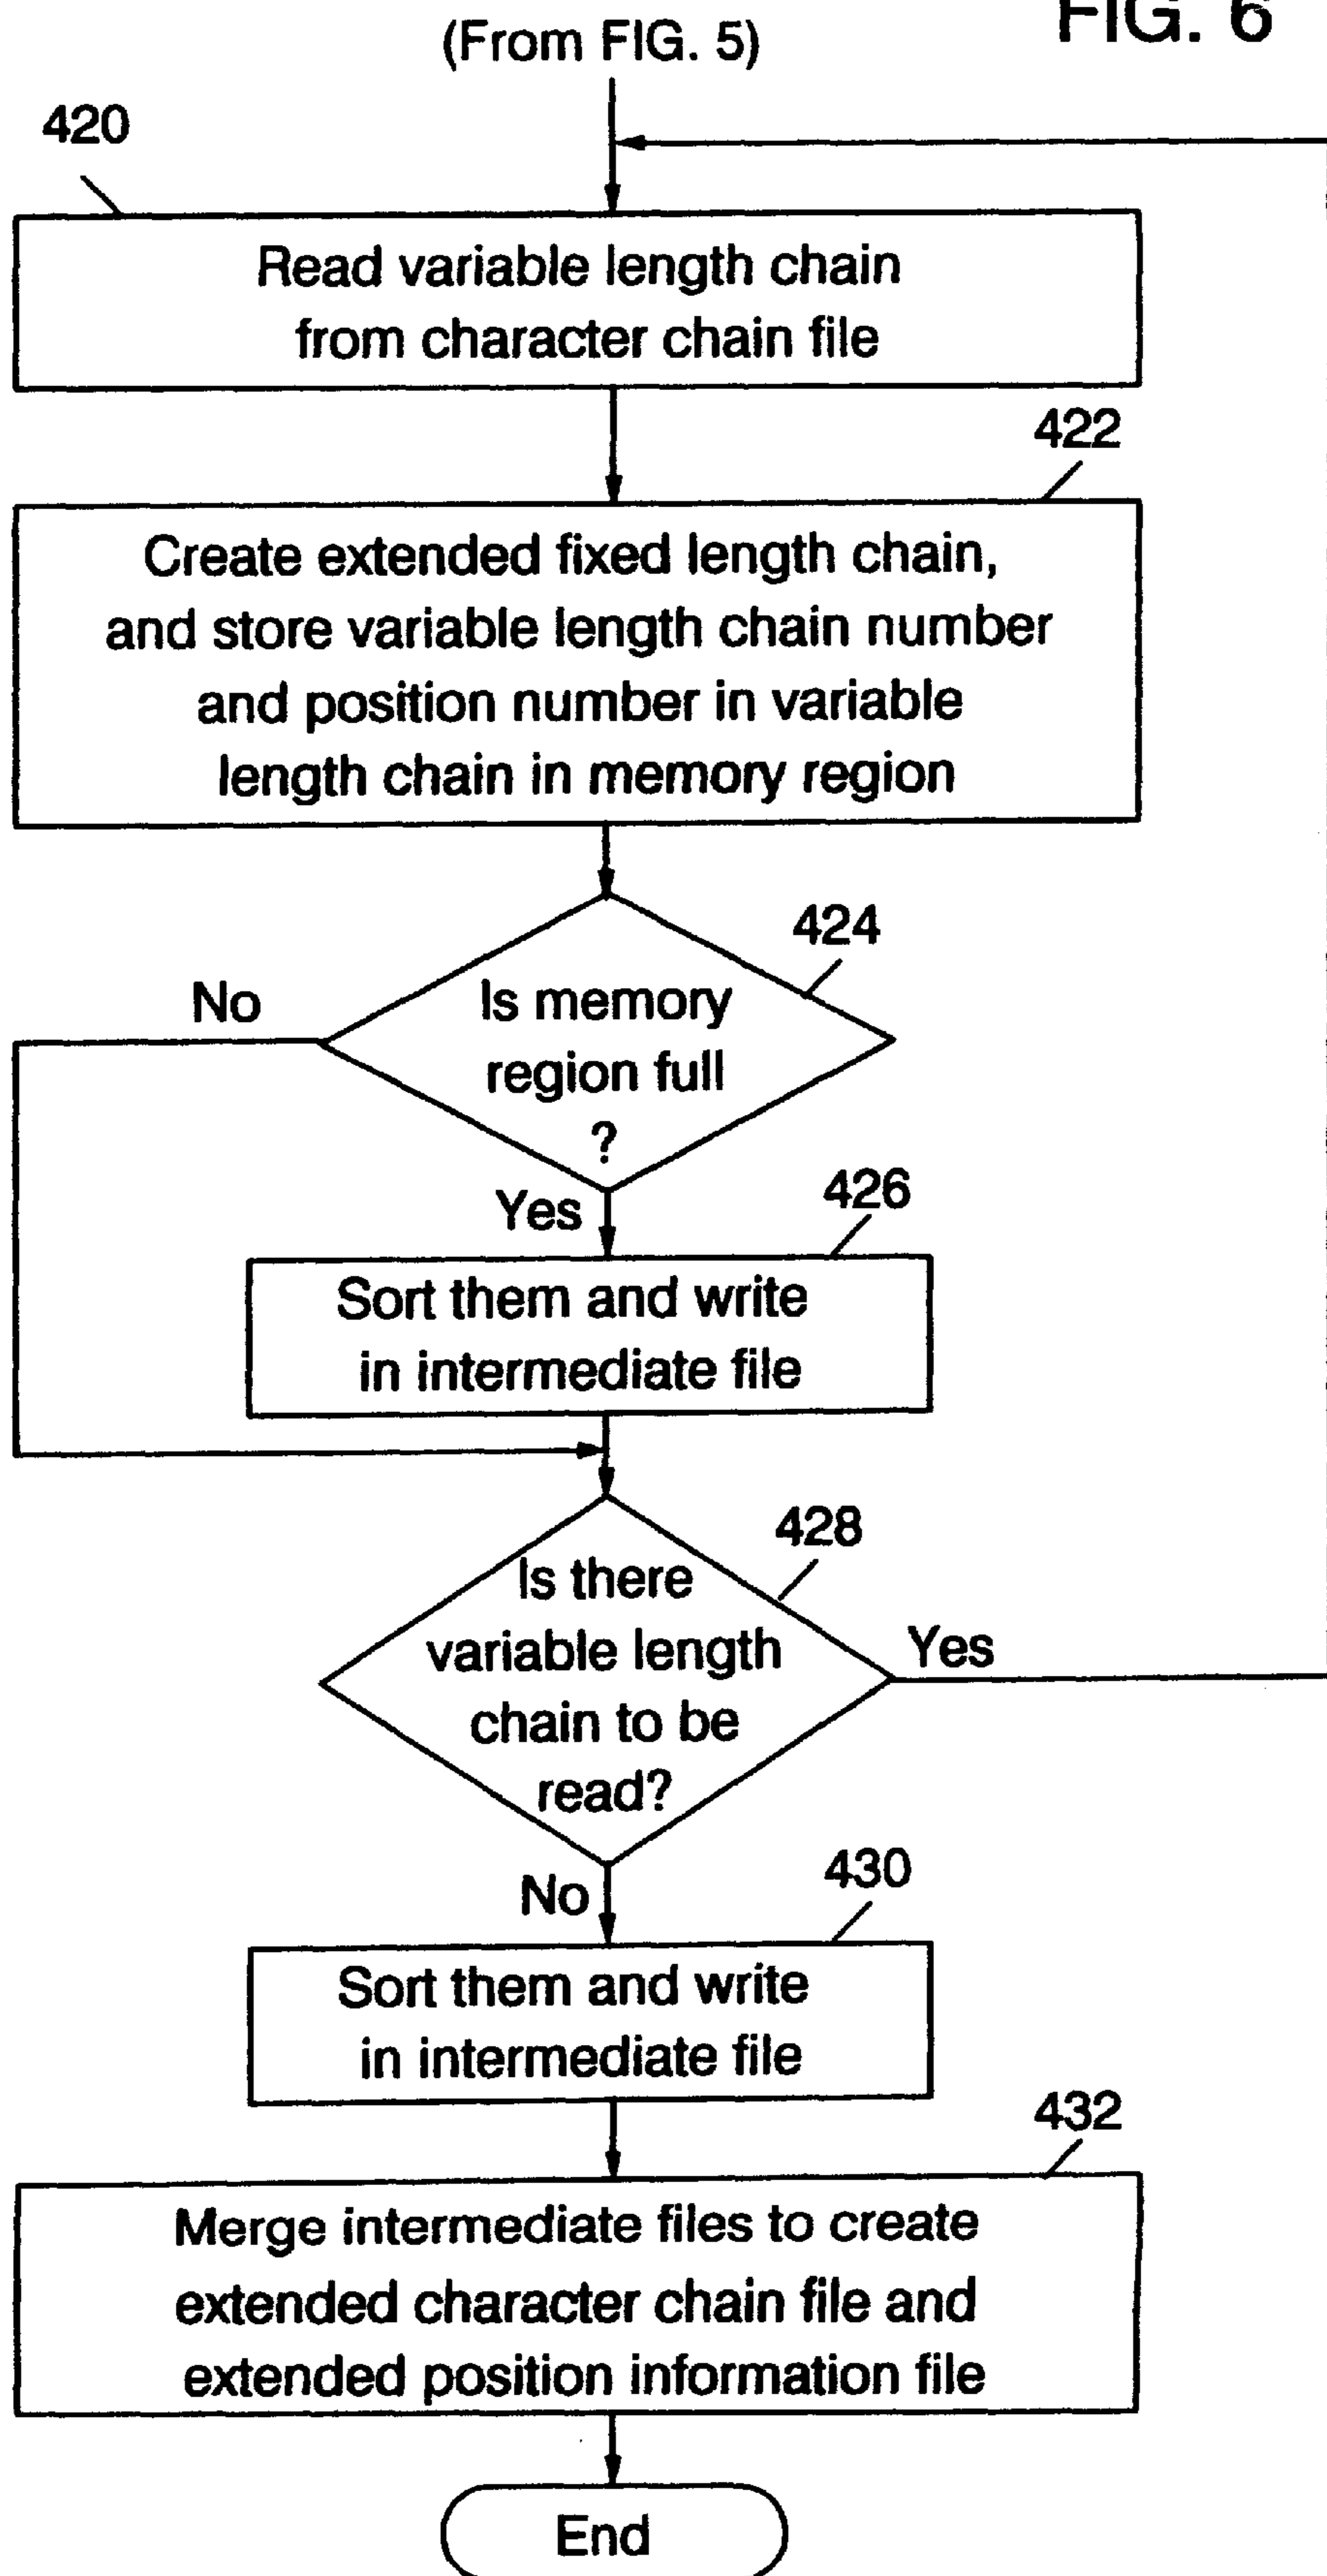 FIG. 6
(From FIG. 5)
420
Read variable length chain
from character chain file
422
Create extended fixed length chain,
and store variable length chain number
and position number in variable
length chain in memory region
424
No
Is memory
region full
?
Yes
426
Sort them and write
in intermediate file
428
Is there
variable length
chain to be
read?
Yes
No
430
Sort them and write
in intermediate file
432
Merge intermediate files to create
extended character chain file and
extended position information file
End